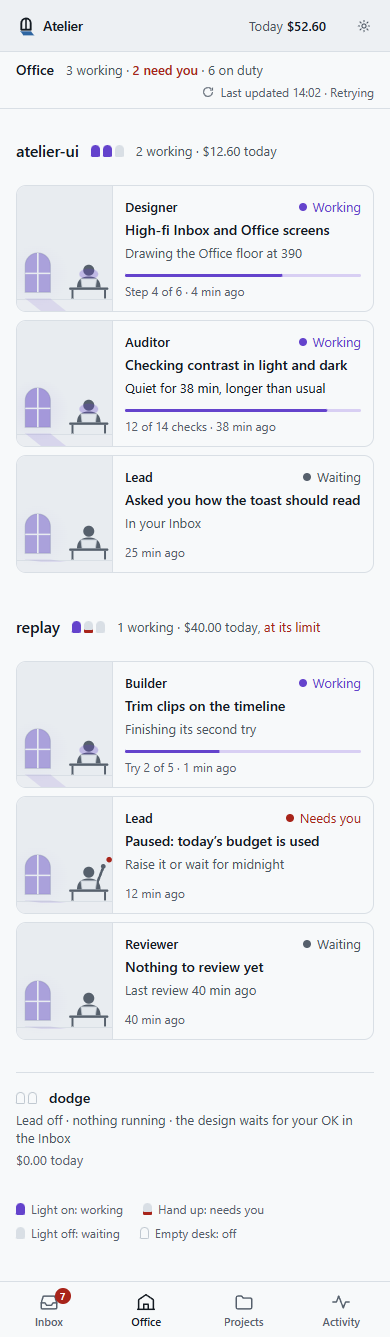 Atelier
Today $52.60
Office 3 working · 2 need you · 6 on duty
Last updated 14:02 · Retrying
atelier-ui 2 working · $12.60 today
Designer Working
High-fi Inbox and Office screens
Drawing the Office floor at 390
Step 4 of 6 · 4 min ago
Auditor Working
Checking contrast in light and dark
Quiet for 38 min, longer than usual
12 of 14 checks · 38 min ago
Lead Waiting
Asked you how the toast should read
In your Inbox
25 min ago
replay 1 working · $40.00 today, at its limit
Builder Working
Trim clips on the timeline
Finishing its second try
Try 2 of 5 · 1 min ago
Lead Needs you
Paused: today’s budget is used
Raise it or wait for midnight
12 min ago
Reviewer Waiting
Nothing to review yet
Last review 40 min ago
40 min ago
dodge
Lead off · nothing running · the design waits for your OK in
the Inbox
$0.00 today
Light on: working Hand up: needs you
Light off: waiting Empty desk: off
7
Inbox Office Projects Activity